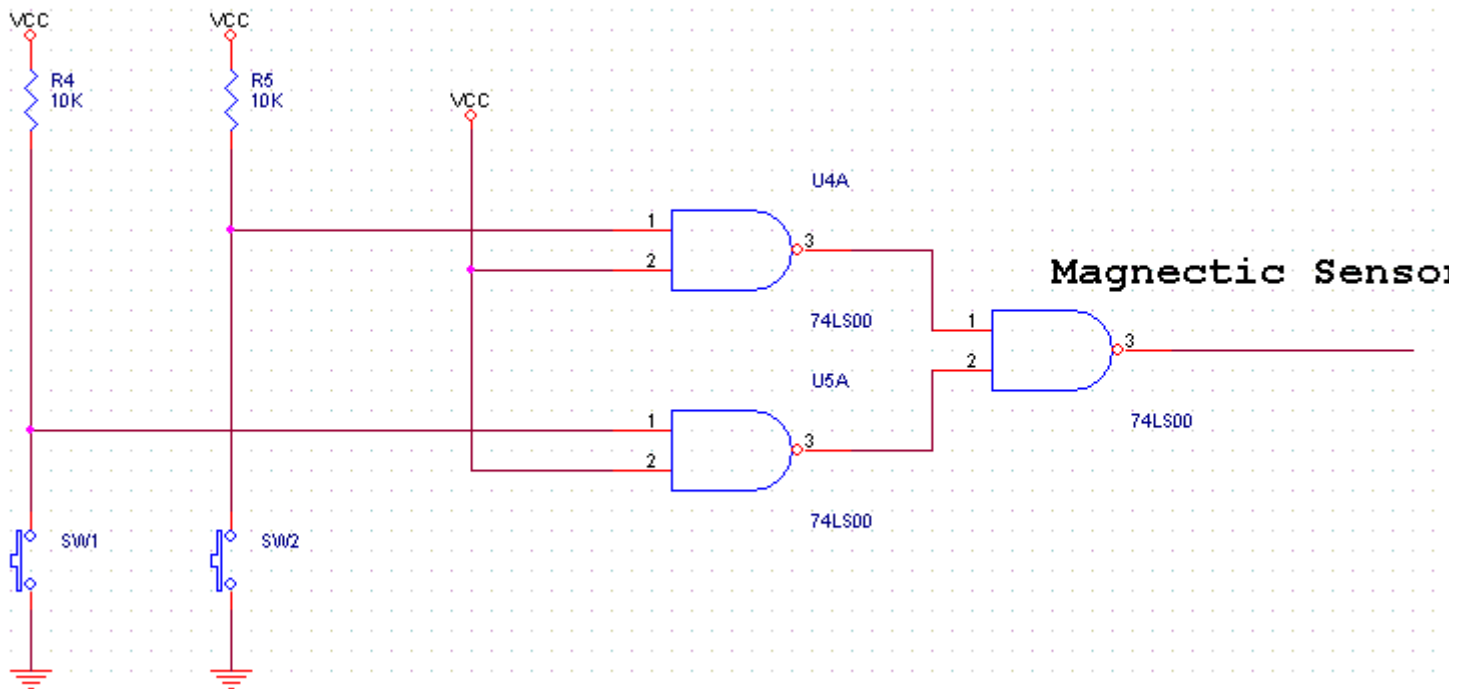 VCC
VCC
R4
10K
R5
10K
VCC
U4A
1
2
3
74LS00
Magnectic Sensor
1
2
3
74LS00
U5A
1
2
3
74LS00
SW1
SW2